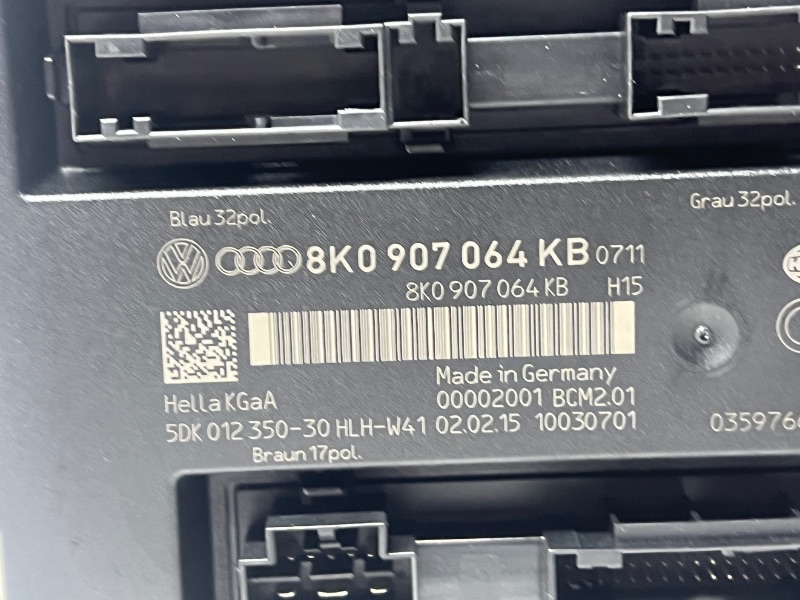 Blau 32pol.
Grau 32pol.
8K0 907 064 KB 0711
8K0 907 064 KB H15
Made in Germany
Hella KGaA
00002001 BCM2.01
5DK 012 350-30 HLH-W41 02.02.15 10030701
Braun 17pol.